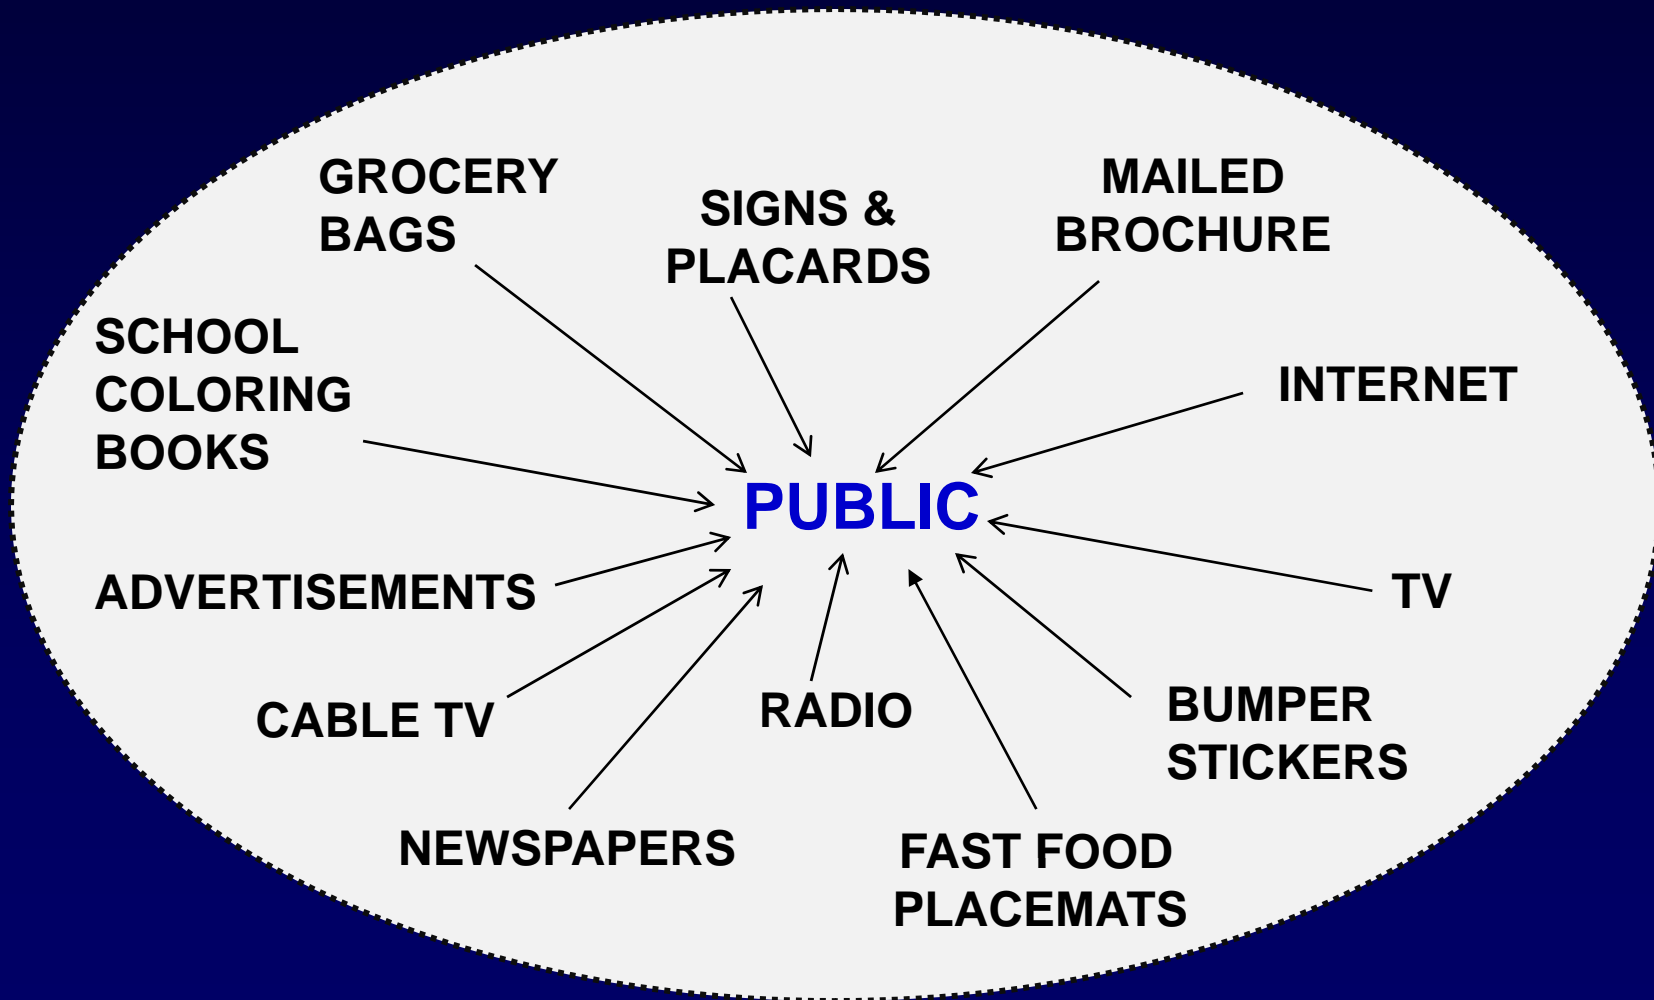 GROCERY
BAGS
SIGNS &
PLACARDS
MAILED
BROCHURE
SCHOOL
COLORING
BOOKS
INTERNET
PUBLIC
ADVERTISEMENTS
TV
CABLE TV
RADIO
BUMPER
STICKERS
NEWSPAPERS
FAST FOOD
PLACEMATS